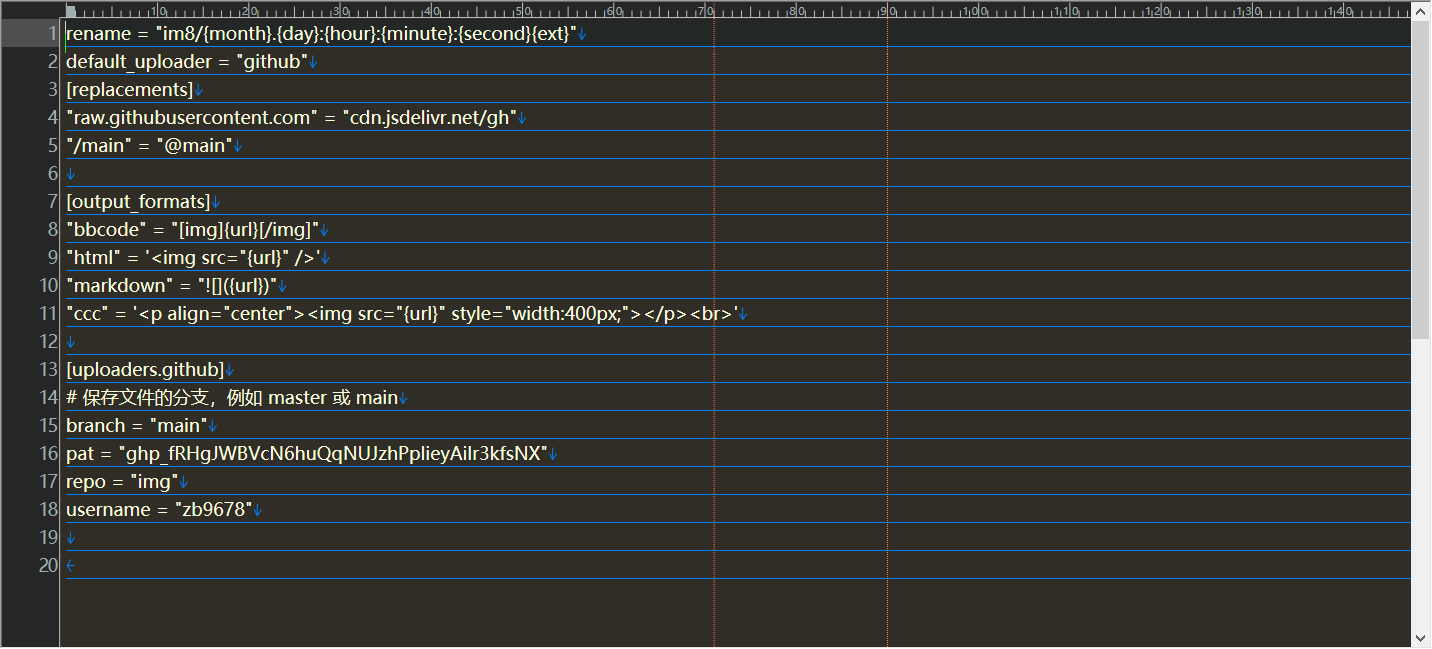 10 20 30 40 50 60 70 80 90 100 110 120 130 140
1 rename = "im8/{month}.{day}:{hour}:{minute}:{second}{ext}"↓
2 default_uploader = "github"↓
3 [replacements]↓
4 "raw.githubusercontent.com" = "cdn.jsdelivr.net/gh"↓
5 "/main" = "@main"↓
6 ↓
7 [output_formats]↓
8 "bbcode" = "[img]{url}[/img]"↓
9 "html" = '<img src="{url}" />'↓
10 "markdown" = "![]({url})"↓
11 "ccc" = '<p align="center"><img src="{url}" style="width:400px;"></p><br>'↓
12 ↓
13 [uploaders.github]↓
14 # 保存文件的分支，例如 master 或 main↓
15 branch = "main"↓
16 pat = ↓
17 repo = "img"↓
18 username = "zb9678"↓
19 ↓
20 ←